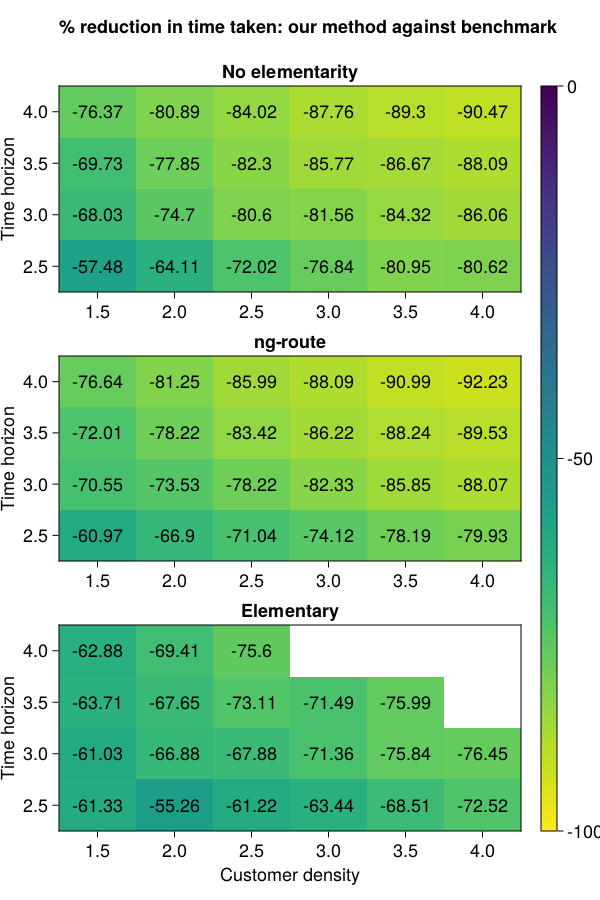 % reduction in time taken: our method against benchmark
No elementarity
Time horizon
4.0 -76.37 -80.89 -84.02 -87.76 -89.3 -90.47
3.5 -69.73 -77.85 -82.3 -85.77 -86.67 -88.09
3.0 -68.03 -74.7 -80.6 -81.56 -84.32 -86.06
2.5 -57.48 -64.11 -72.02 -76.84 -80.95 -80.62
1.5 2.0 2.5 3.0 3.5 4.0
ng-route
Time horizon
4.0 -76.64 -81.25 -85.99 -88.09 -90.99 -92.23
3.5 -72.01 -78.22 -83.42 -86.22 -88.24 -89.53
3.0 -70.55 -73.53 -78.22 -82.33 -85.85 -88.07
2.5 -60.97 -66.9 -71.04 -74.12 -78.19 -79.93
1.5 2.0 2.5 3.0 3.5 4.0
Elementary
Time horizon
4.0 -62.88 -69.41 -75.6
3.5 -63.71 -67.65 -73.11 -71.49 -75.99
3.0 -61.03 -66.88 -67.88 -71.36 -75.84 -76.45
2.5 -61.33 -55.26 -61.22 -63.44 -68.51 -72.52
1.5 2.0 2.5 3.0 3.5 4.0
Customer density
0
-50
-100